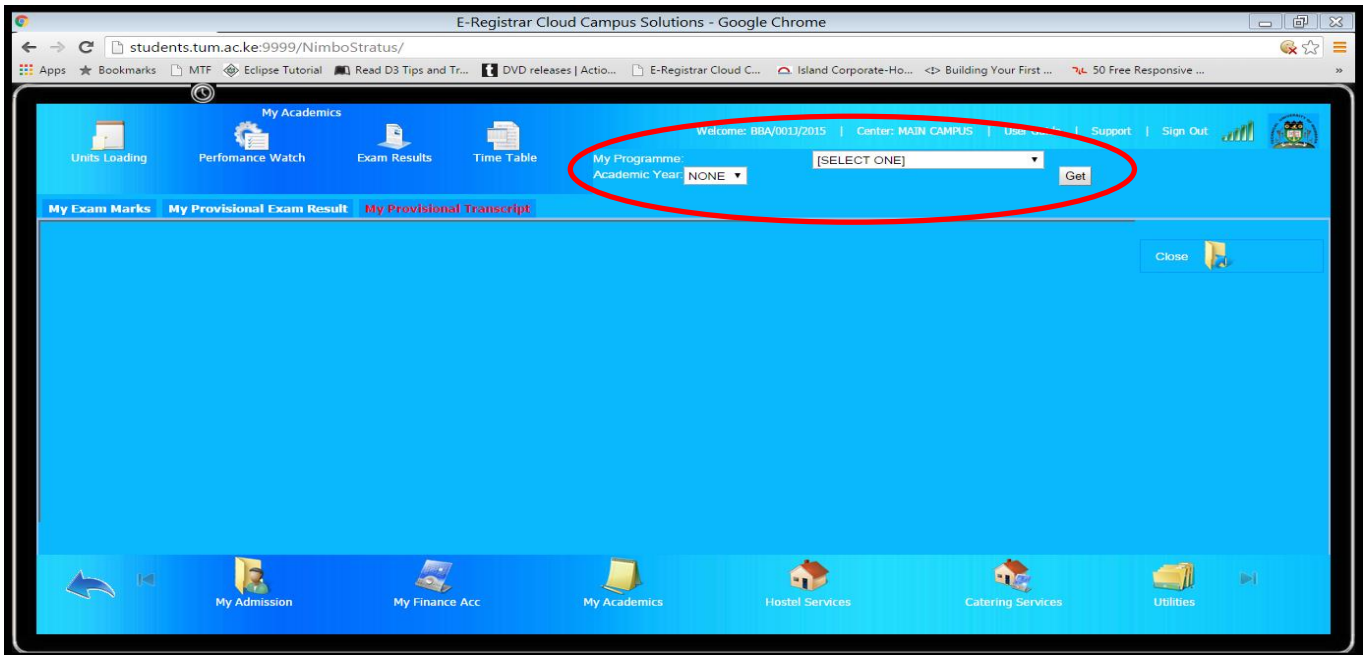 E-Registrar Cloud Campus Solutions - Google Chrome
students.tum.ac.ke:9999/NimboStratus/
Apps Bookmarks MTF Eclipse Tutorial Read D3 Tips and Tr... DVD releases | Actio... E-Registrar Cloud C... Island Corporate-Ho... Building Your First ... 50 Free Responsive ... »
My Academics
Welcome: BBA/0013/2015 | Center: MAIN CAMPUS | User Guide | Support | Sign Out
Units Loading Perfomance Watch Exam Results Time Table
My Programme: [SELECT ONE]
Academic Year: NONE Get
My Exam Marks My Provisional Exam Result My Provisional Transcript
Close
My Admission My Finance Acc My Academics Hostel Services Catering Services Utilities